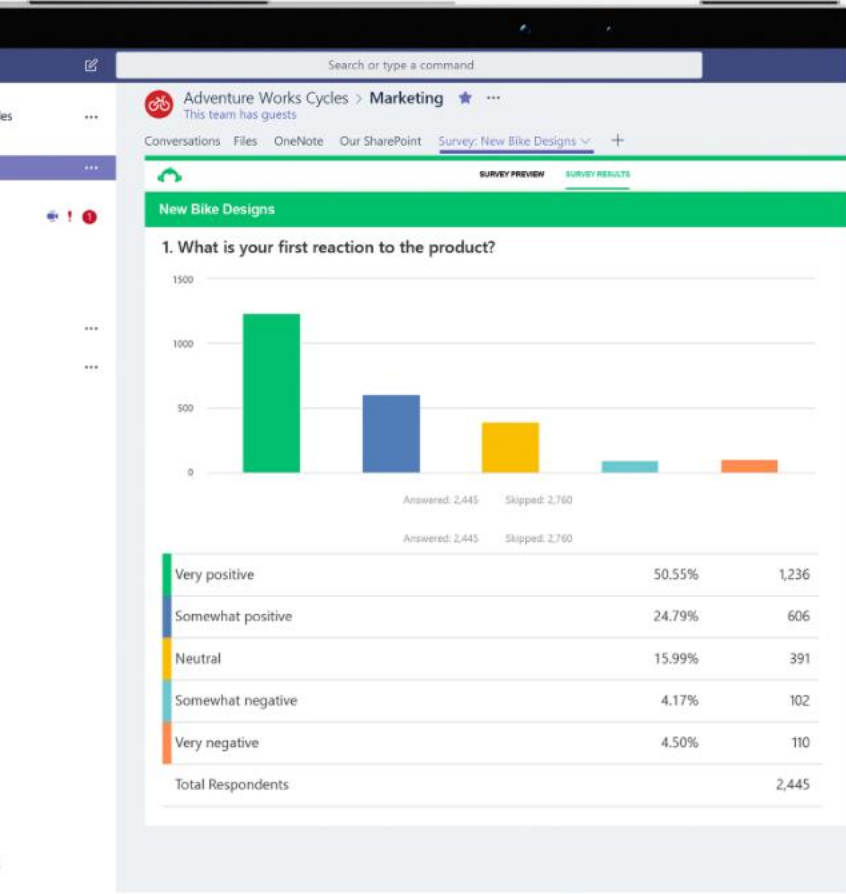 Search or type a command
Adventure Works Cycles > Marketing
This team has guests
Conversations Files OneNote Our SharePoint Survey: New Bike Designs
SURVEY PREVIEW SURVEY RESULTS
1
New Bike Designs
1. What is your first reaction to the product?
1500
1000
500
0
Answered: 2,445 Skipped: 2,760
Answered: 2,445 Skipped: 2,760
Very positive 50.55% 1,236
Somewhat positive 24.79% 606
Neutral 15.99% 391
Somewhat negative 4.17% 102
Very negative 4.50% 110
Total Respondents 2,445